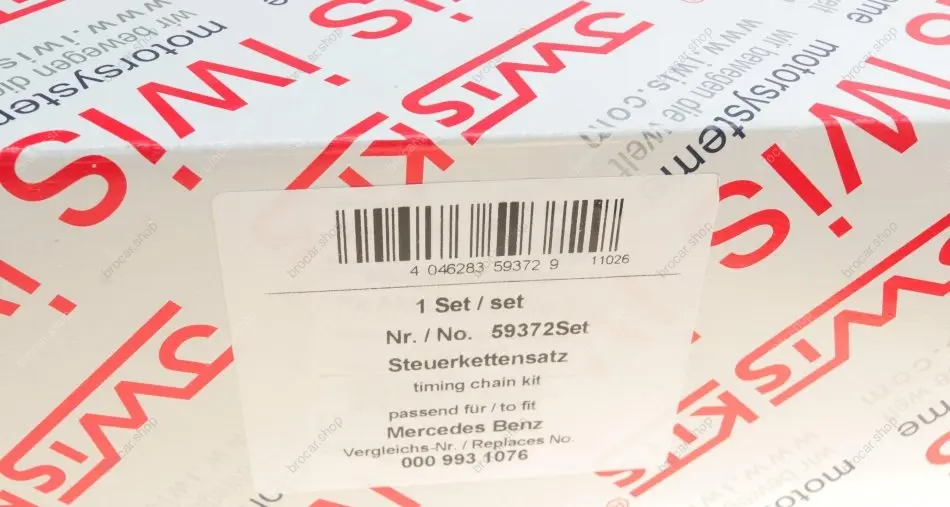 iwis
motorsysteme
wir bewegen die welt
www.iwis.com
iwisKit
4 046283 59372 9
11026
1 Set / set
Nr. / No. 59372Set
Steuerkettensatz
timing chain kit
passend für / to fit
Mercedes Benz
Vergleichs-Nr. / Replaces No.
000 993 1076
brocar.shop